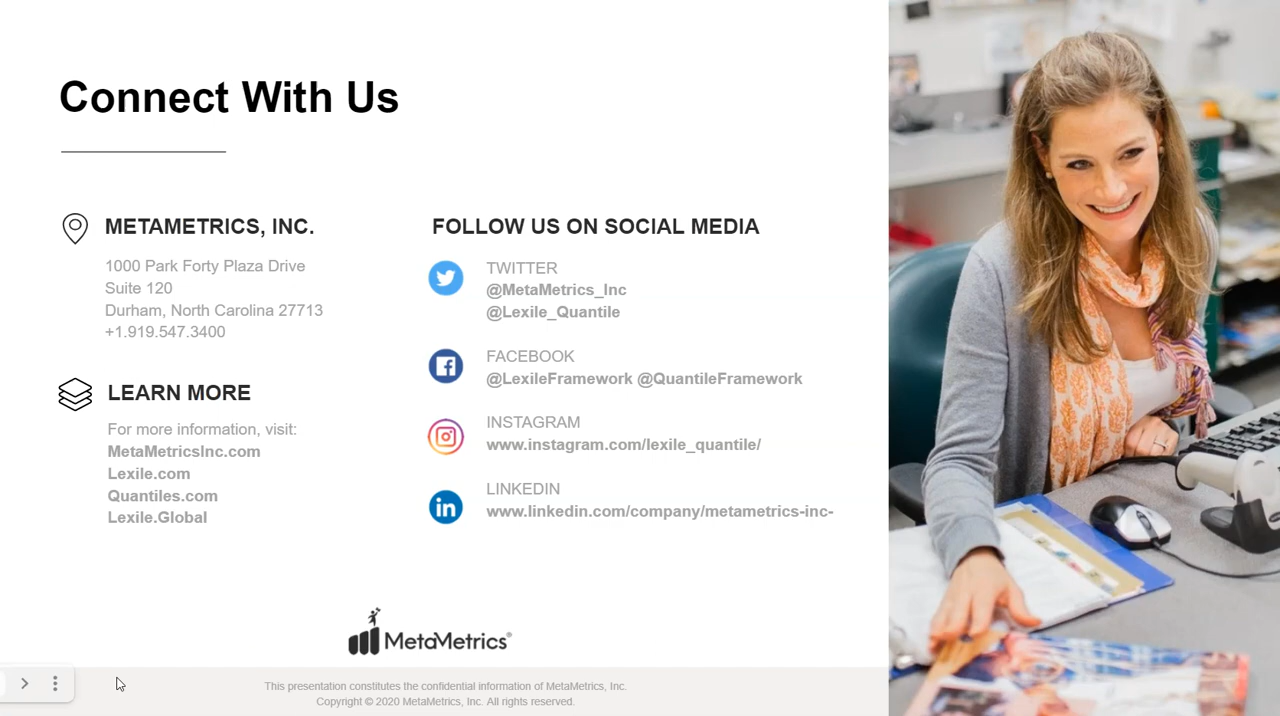 Connect With Us
METAMETRICS, INC.
1000 Park Forty Plaza Drive
Suite 120
Durham, North Carolina 27713
+1.919.547.3400
LEARN MORE
For more information, visit:
MetaMetricsInc.com
Lexile.com
Quantiles.com
Lexile.Global
FOLLOW US ON SOCIAL MEDIA
TWITTER
@MetaMetrics_Inc
@Lexile_Quantile
FACEBOOK
@LexileFramework @QuantileFramework
INSTAGRAM
www.instagram.com/lexile_quantile/
LINKEDIN
www.linkedin.com/company/metametrics-inc-
MetaMetrics®
This presentation constitutes the confidential information of MetaMetrics, Inc.
Copyright © 2020 MetaMetrics, Inc. All rights reserved.